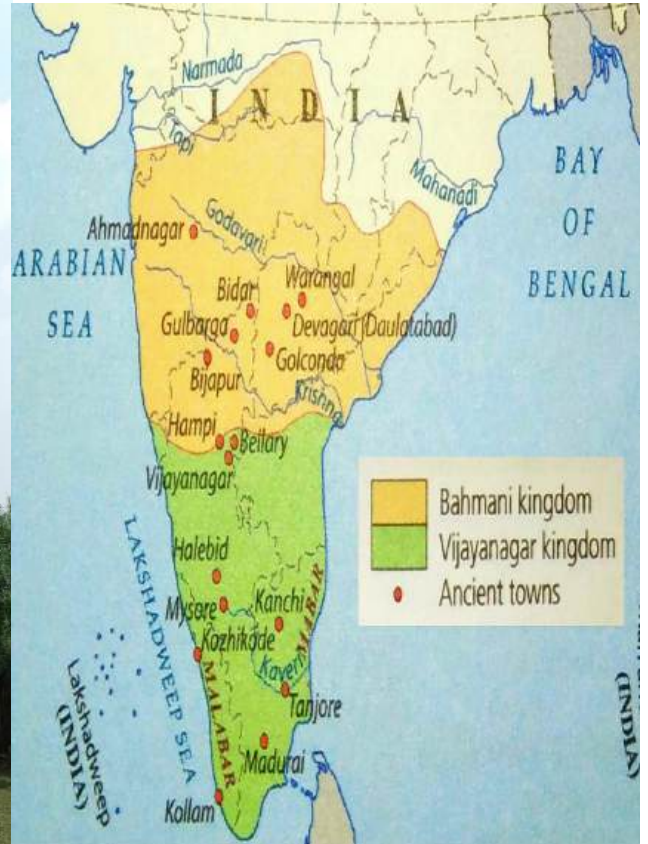 Narmada
INDIA
Tapi
Mahanadi
BAY
OF
BENGAL
Godavari
Ahmadnagar
ARABIAN
SEA
Warangal
Bidar
Gulbarga
Devagari (Daulatabad)
Golconda
Bijapur
Krishna
Hampi
Bellary
Vijayanagar
Bahmani kingdom
Vijayanagar kingdom
Ancient towns
LAKSHADWEEP SEA
Halebid
Mysore
Kanchi
MABAR
Kozhikode
Kaveri
MALABAR
Tanjore
Lakshadweep
(INDIA)
Madurai
Kollam
(INDIA)